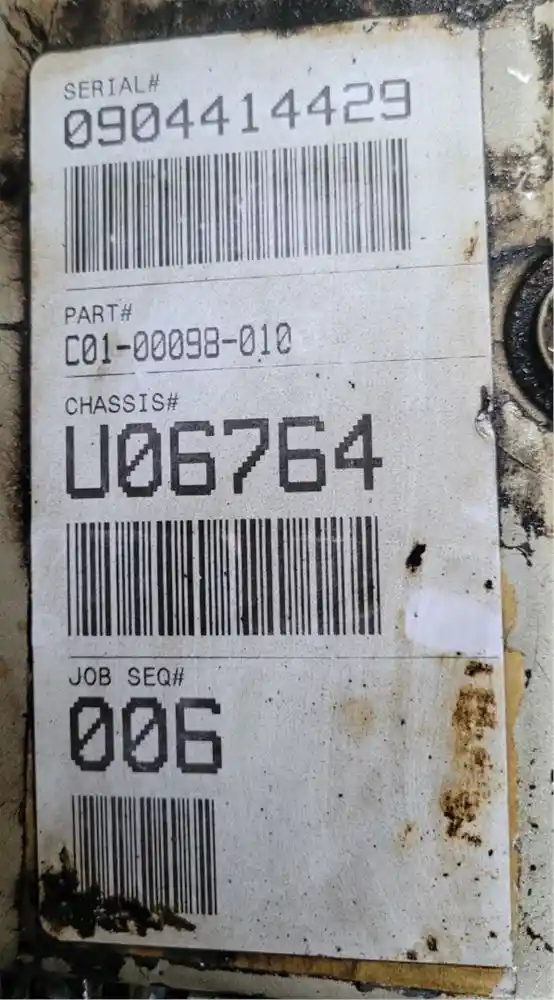 SERIAL#
0904414429
PART#
C01-00098-010
CHASSIS#
U06764
JOB SEQ#
006